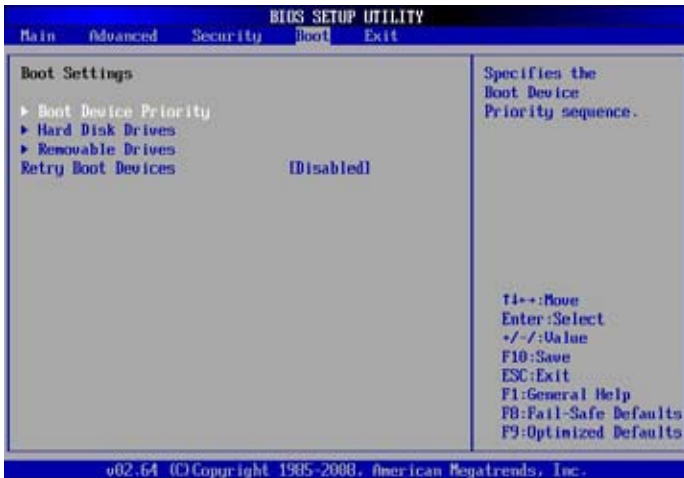 BIOS SETUP UTILITY
Main Advanced Security Boot Exit
Boot Settings
▶ Boot Device Priority
▶ Hard Disk Drives
▶ Removable Drives
Retry Boot Devices [Disabled]
Specifies the
Boot Device
Priority sequence.
↑↓←→:Move
Enter:Select
+/-/:Value
F10:Save
ESC:Exit
F1:General Help
F8:Fail-Safe Defaults
F9:Optimized Defaults
v02.64 (C)Copyright 1985-2008, American Megatrends, Inc.